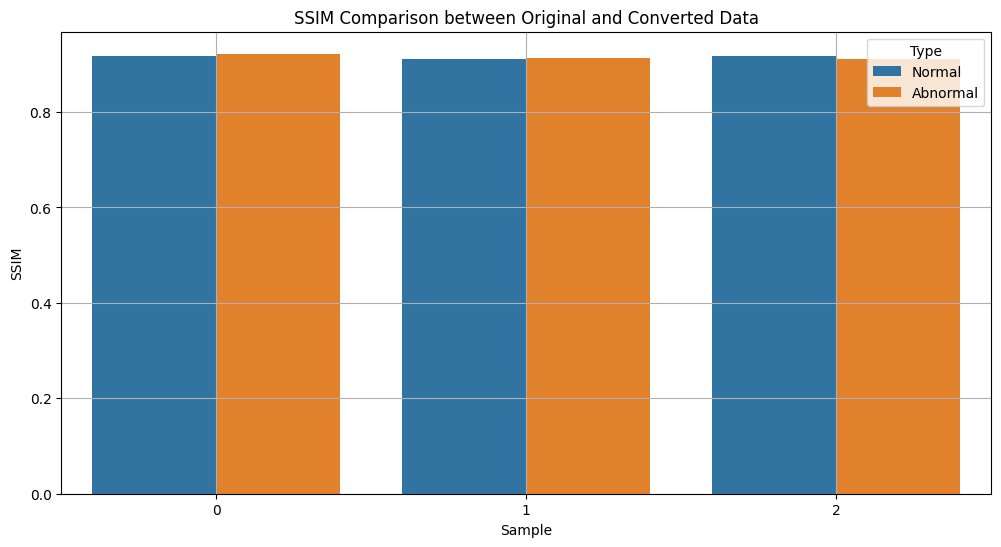 SSIM Comparison between Original and Converted Data
Type
Normal
Abnormal
SSIM
0.8
0.6
0.4
0.2
0.0
0 1 2
Sample